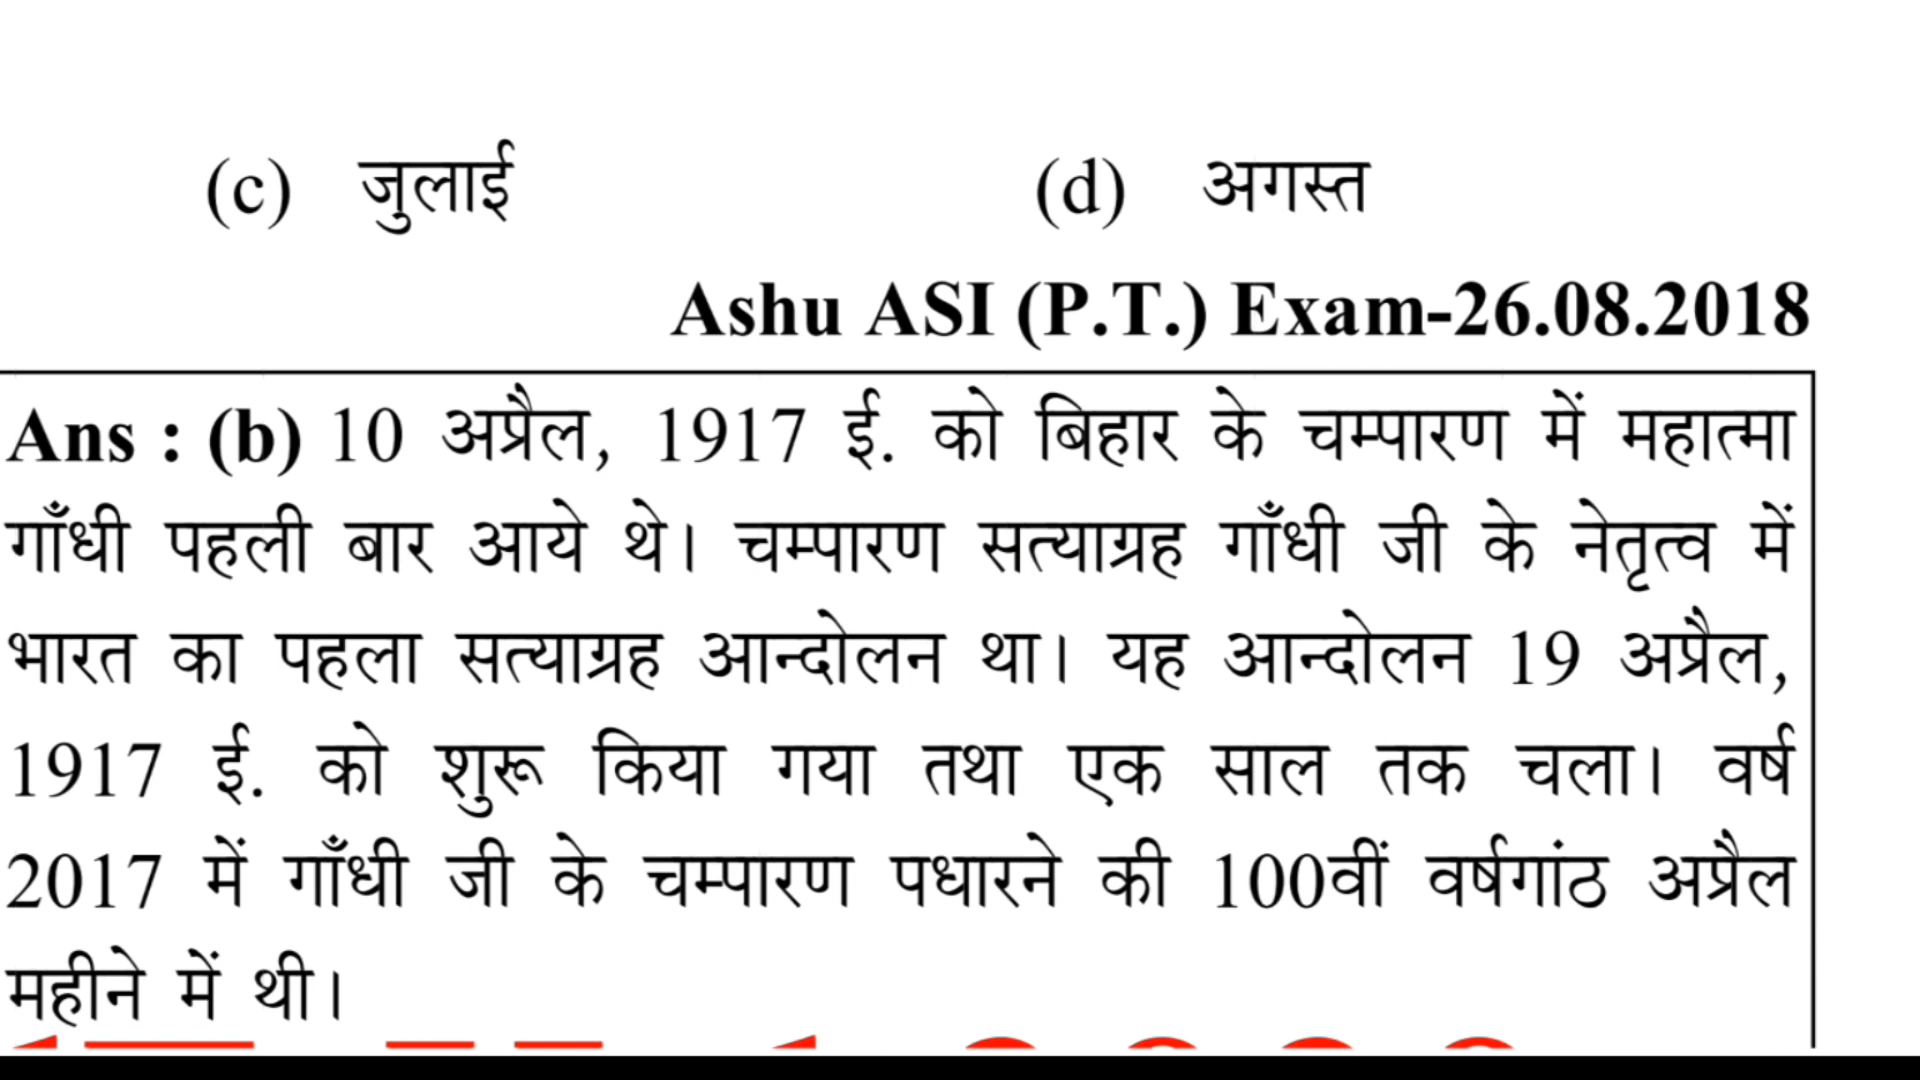 (c) जुलाई (d) अगस्त
Ashu ASI (P.T.) Exam-26.08.2018
Ans : (b) 10 अप्रैल, 1917 ई. को बिहार के चम्पारण में महात्मा
गाँधी पहली बार आये थे। चम्पारण सत्याग्रह गाँधी जी के नेतृत्व में
भारत का पहला सत्याग्रह आन्दोलन था। यह आन्दोलन 19 अप्रैल,
1917 ई. को शुरू किया गया तथा एक साल तक चला। वर्ष
2017 में गाँधी जी के चम्पारण पधारने की 100वीं वर्षगांठ अप्रैल
महीने में थी।